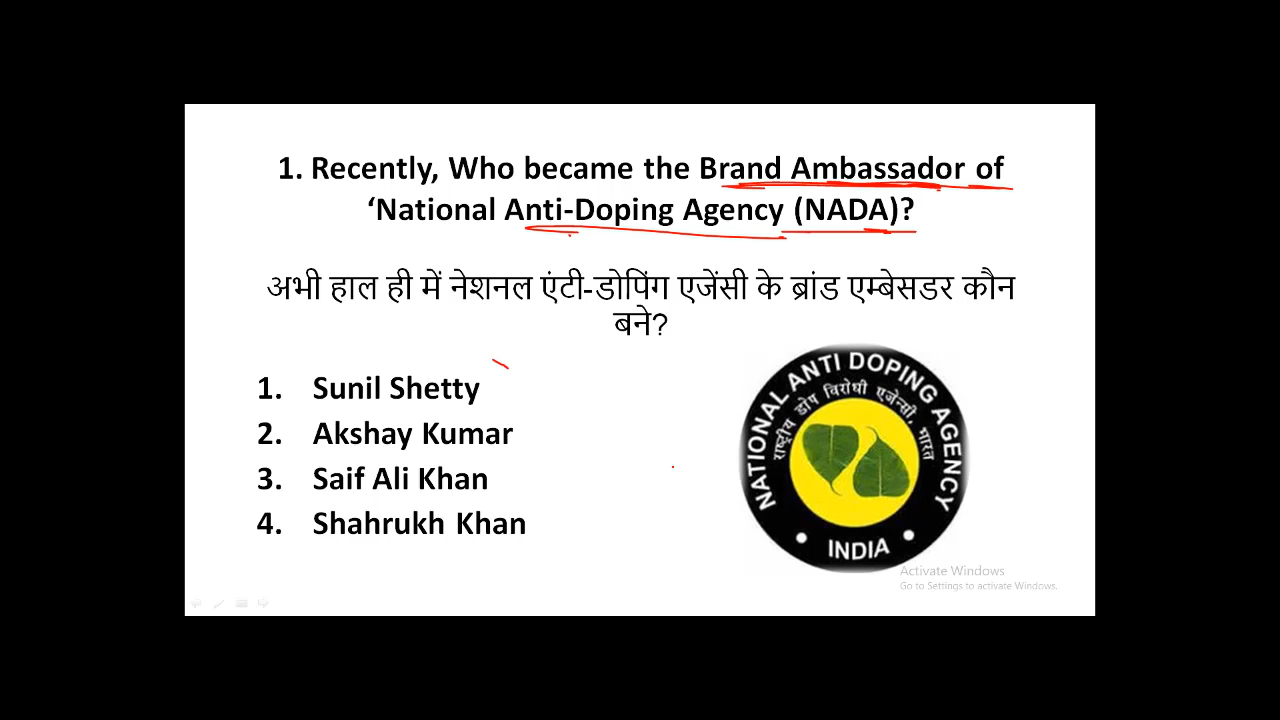 1. Recently, Who became the Brand Ambassador of
‘National Anti-Doping Agency (NADA)?
अभी हाल ही में नेशनल एंटी-डोपिंग एजेंसी के ब्रांड एम्बेसडर कौन
बने?
1. Sunil Shetty
2. Akshay Kumar
3. Saif Ali Khan
4. Shahrukh Khan
NATIONAL ANTI DOPING AGENCY
राष्ट्रीय डोप विरोधी एजेन्सी, भारत
• INDIA •
Activate Windows
Go to Settings to activate Windows.